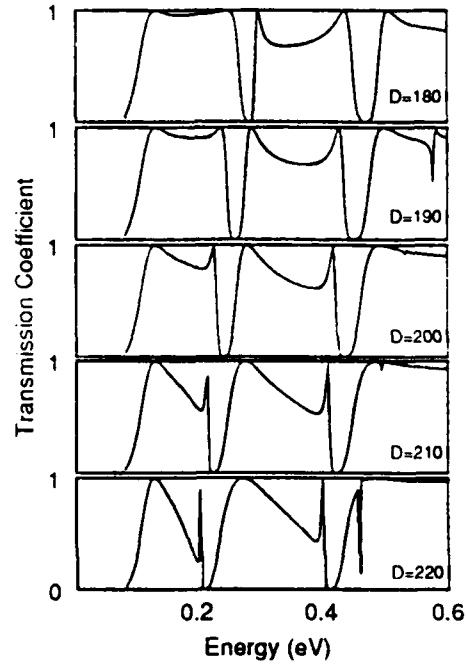 Transmission Coefficient
1
D=180
1
D=190
1
D=200
1
D=210
1
D=220
0
0.2
0.4
0.6
Energy (eV)